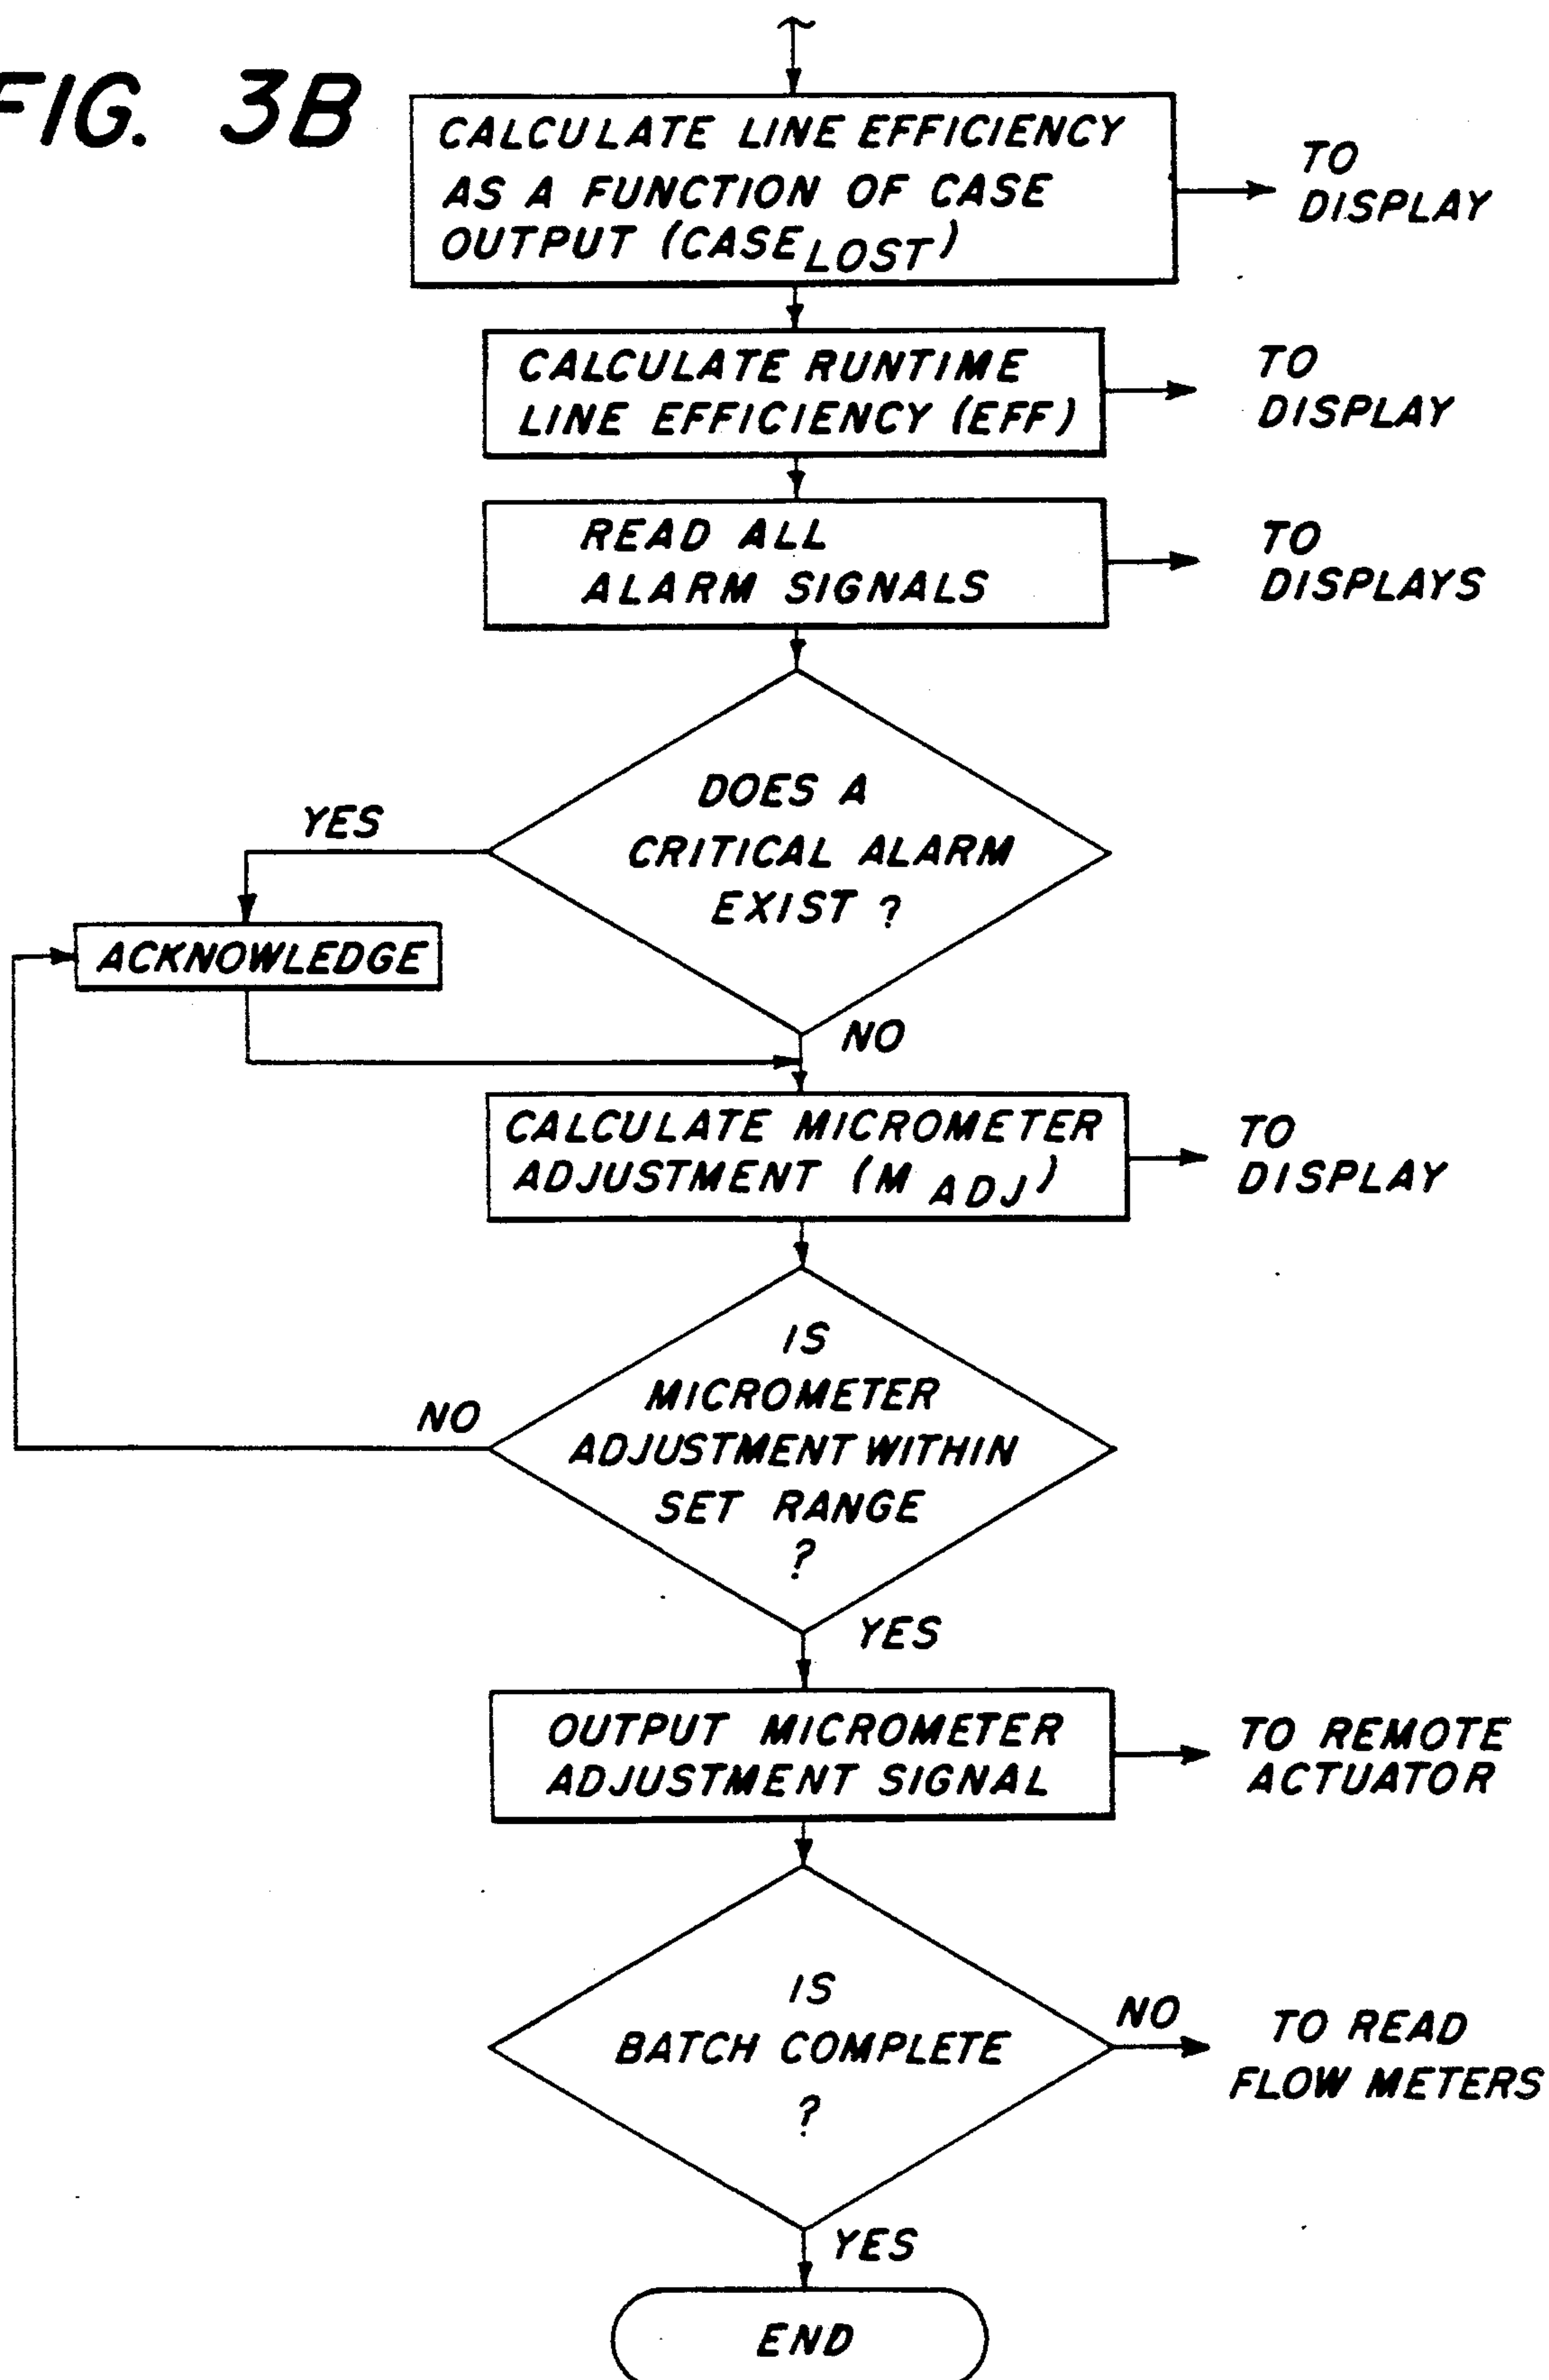 FIG. 3B
CALCULATE LINE EFFICIENCY
AS A FUNCTION OF CASE
OUTPUT (CASE LOST)
TO
DISPLAY
CALCULATE RUNTIME
LINE EFFICIENCY (EFF)
TO
DISPLAY
READ ALL
ALARM SIGNALS
TO
DISPLAYS
DOES A
CRITICAL ALARM
EXIST ?
YES
ACKNOWLEDGE
NO
CALCULATE MICROMETER
ADJUSTMENT (M ADJ)
TO
DISPLAY
IS
MICROMETER
ADJUSTMENT WITHIN
SET RANGE
?
NO
YES
OUTPUT MICROMETER
ADJUSTMENT SIGNAL
TO REMOTE
ACTUATOR
IS
BATCH COMPLETE
?
NO
TO READ
FLOW METERS
YES
END